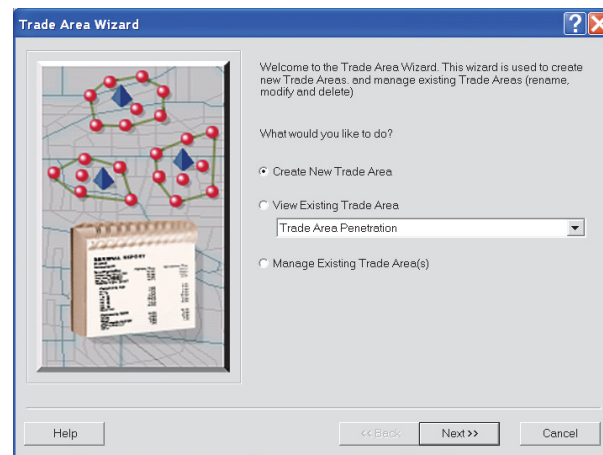 Trade Area Wizard
Welcome to the Trade Area Wizard. This wizard is used to create
new Trade Areas. and manage existing Trade Areas (rename,
modify and delete)
What would you like to do?
Create New Trade Area
View Existing Trade Area
Trade Area Penetration
Manage Existing Trade Area(s)
Help
<< Back
Next >>
Cancel